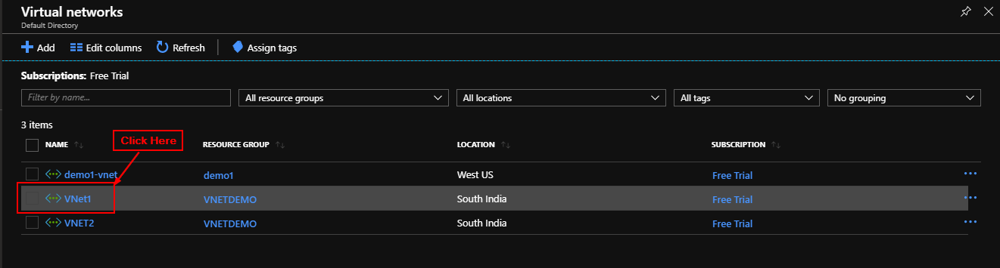 Virtual networks
Default Directory
Add Edit columns Refresh Assign tags
Subscriptions: Free Trial
Filter by name... All resource groups All locations All tags No grouping
3 items
NAME RESOURCE GROUP LOCATION SUBSCRIPTION
Click Here
demo1-vnet demo1 West US Free Trial
VNet1 VNETDEMO South India Free Trial
VNET2 VNETDEMO South India Free Trial